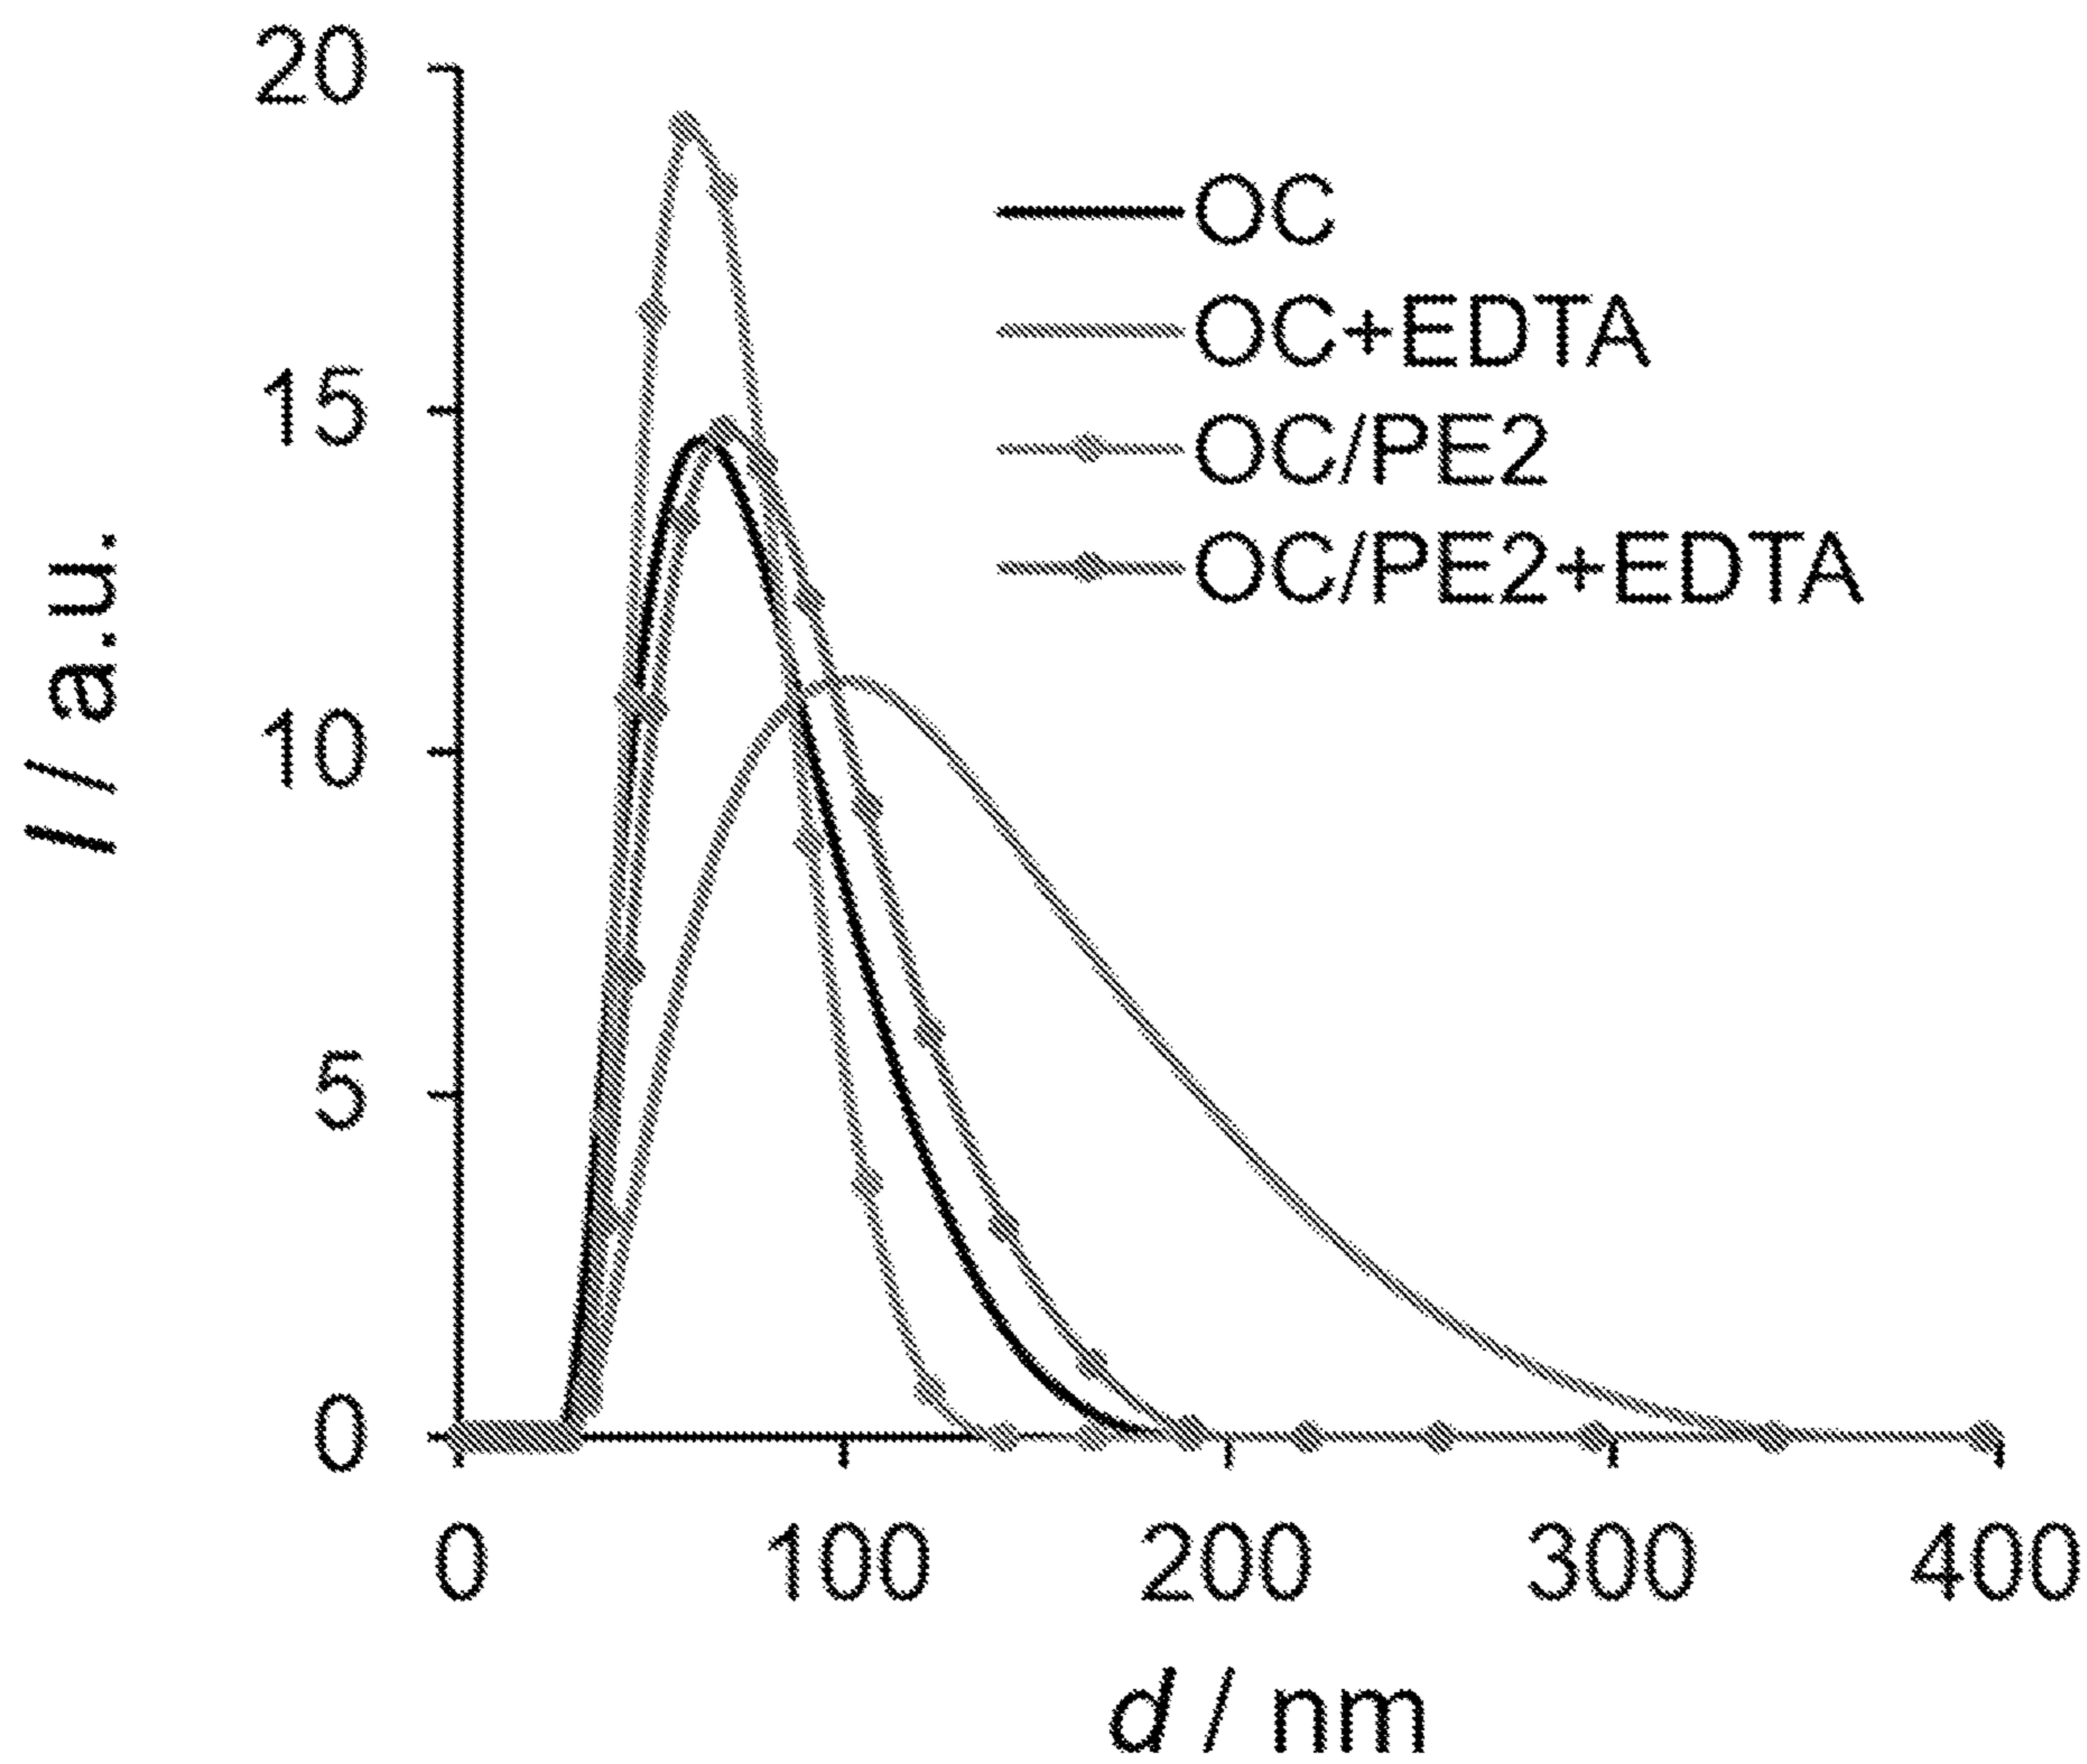 20
15
10
5
0
I / a.u.
OC
OC+EDTA
OC/PE2
OC/PE2+EDTA
0 100 200 300 400
d / nm